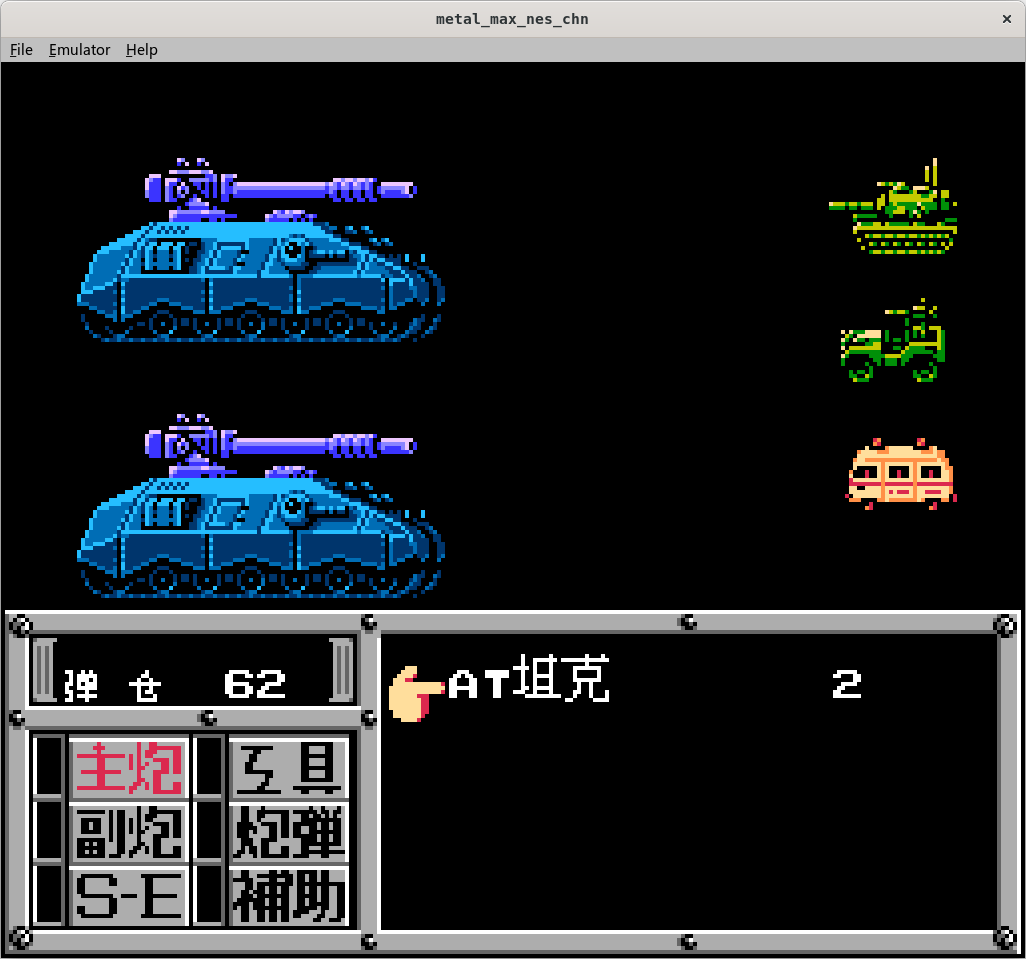 metal_max_nes_chn
File Emulator Help
弹仓 62
AT坦克 2
主炮 工具
副炮 炮弹
S-E 補助